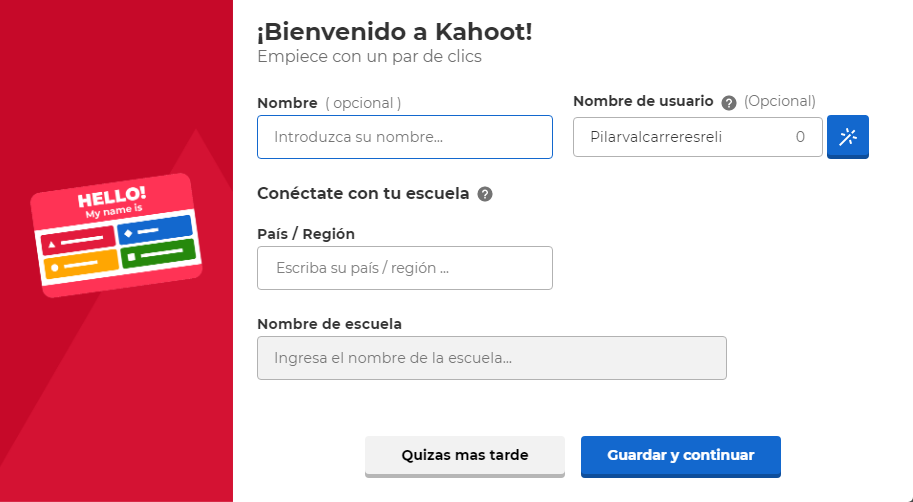 ¡Bienvenido a Kahoot!
Empiece con un par de clics
HELLO!
My name is
Nombre ( opcional )
Introduzca su nombre...
Nombre de usuario ? (Opcional)
Pilarvalcarreresreli 0
Conéctate con tu escuela ?
País / Región
Escriba su país / región ...
Nombre de escuela
Ingresa el nombre de la escuela...
Quizas mas tarde
Guardar y continuar